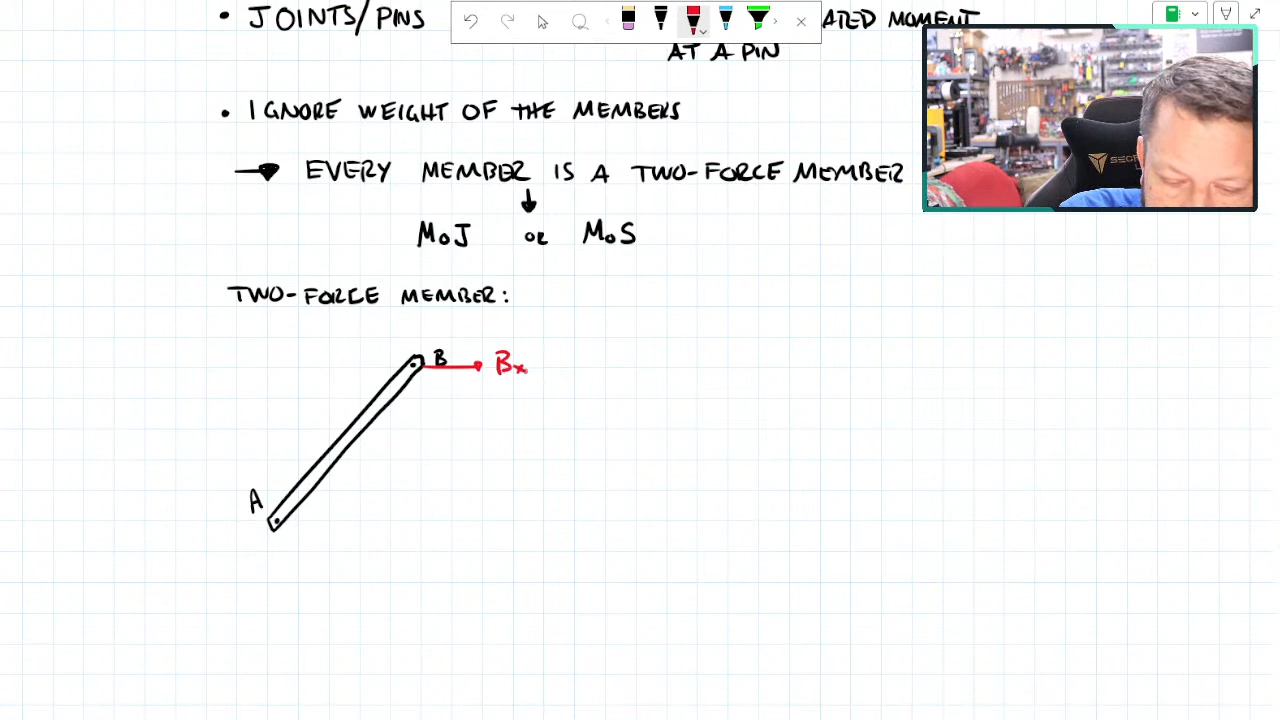 • JOINTS/PINS ATED MOMENT
AT A PIN
• IGNORE WEIGHT OF THE MEMBERS
→ EVERY MEMBER IS A TWO-FORCE MEMBER
↓
MoJ or MoS
TWO-FORCE MEMBER:
B Bx
A